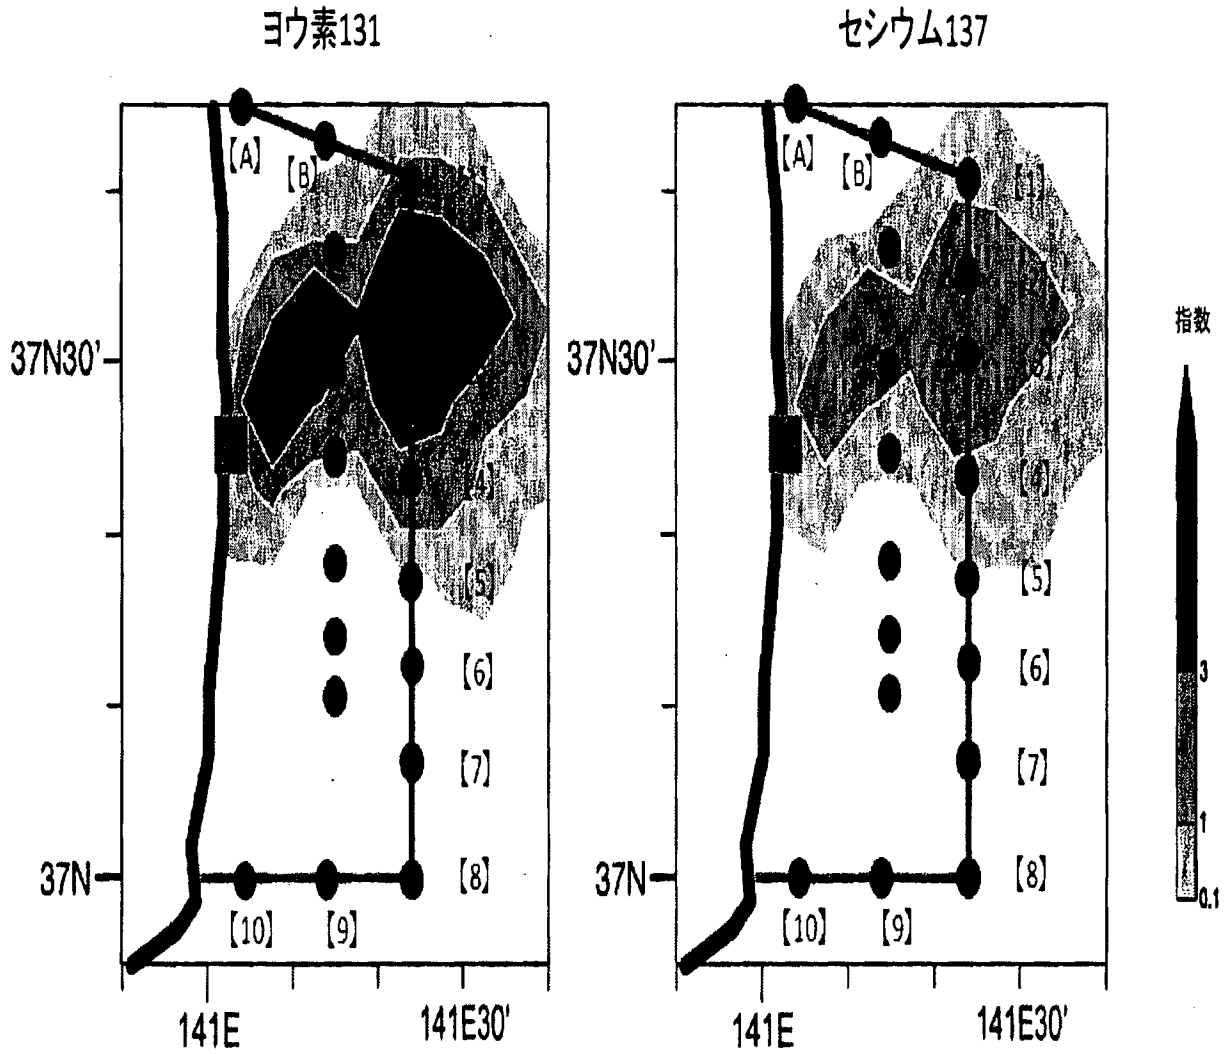 ヨウ素131
セシウム137
【A】
【B】
【4】
【5】
【6】
【7】
【8】
【10】
【9】
37N30'
37N
141E
141E30'
【A】
【B】
【1】
【4】
【5】
【6】
【7】
【8】
【10】
【9】
37N30'
37N
141E
141E30'
指数
3
1
0.1